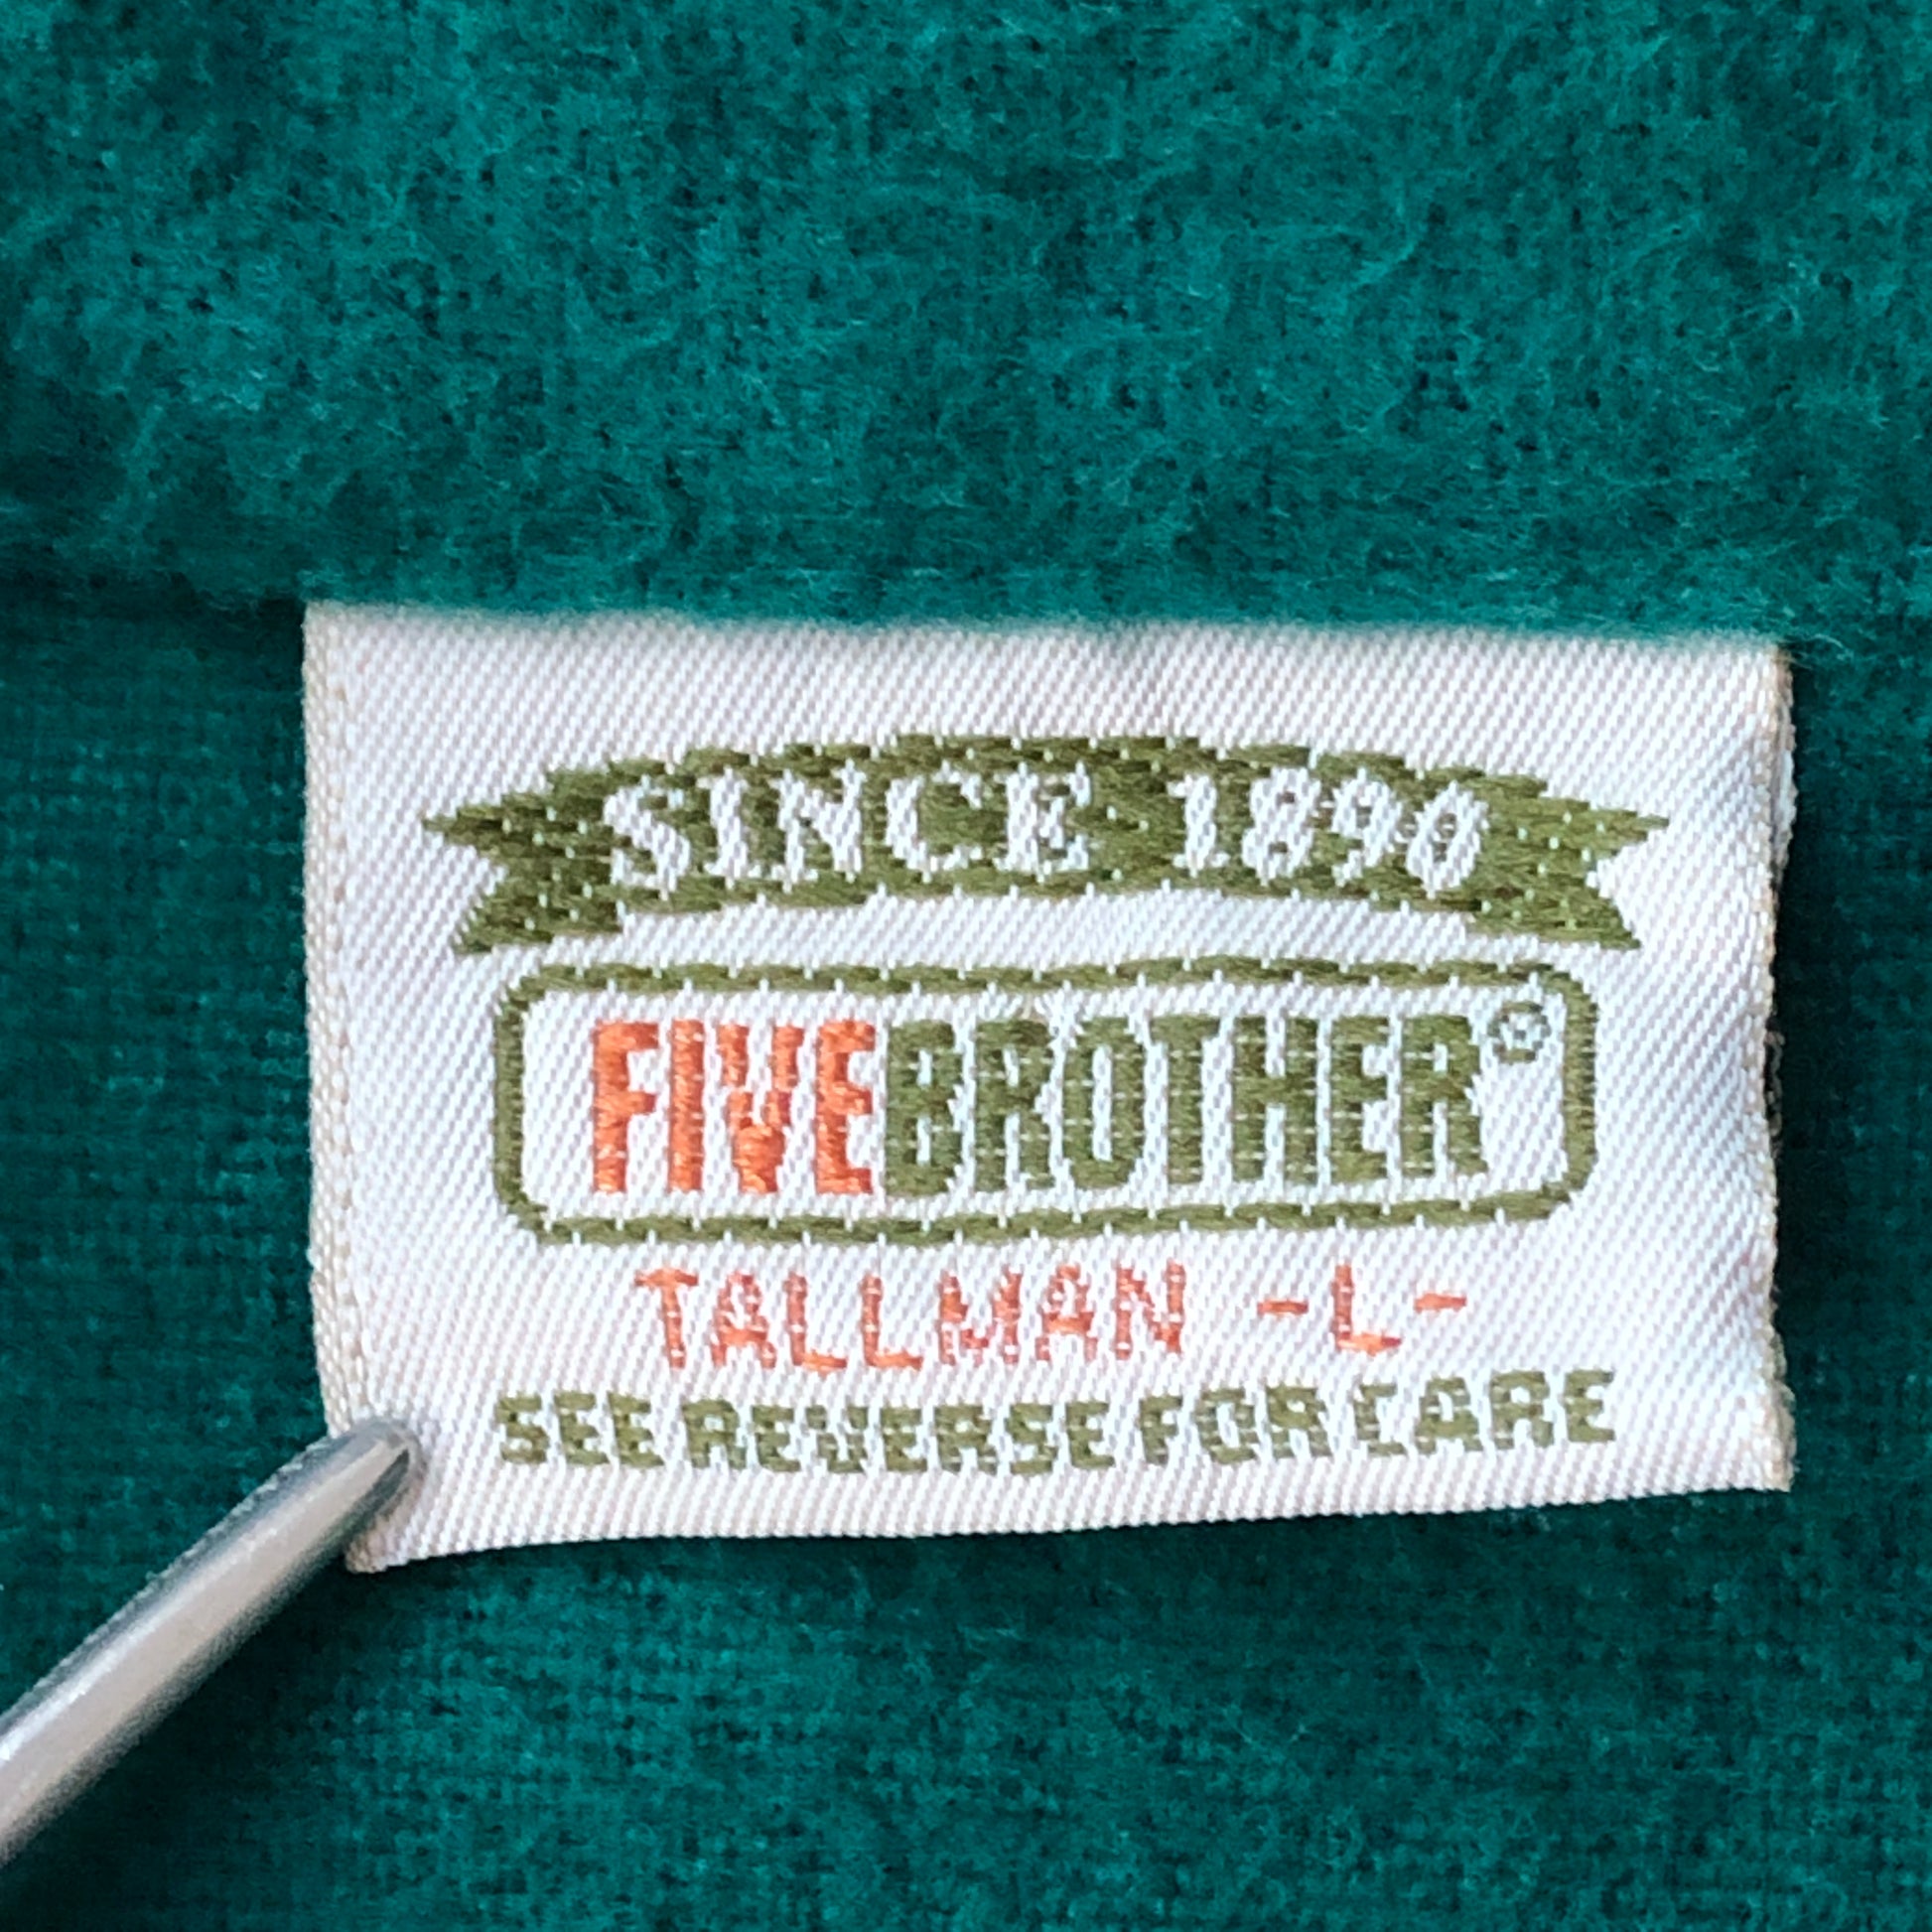 SINCE 1890
FIVEBROTHER®
TALLMAN -L-
SEE REVERSE FOR CARE